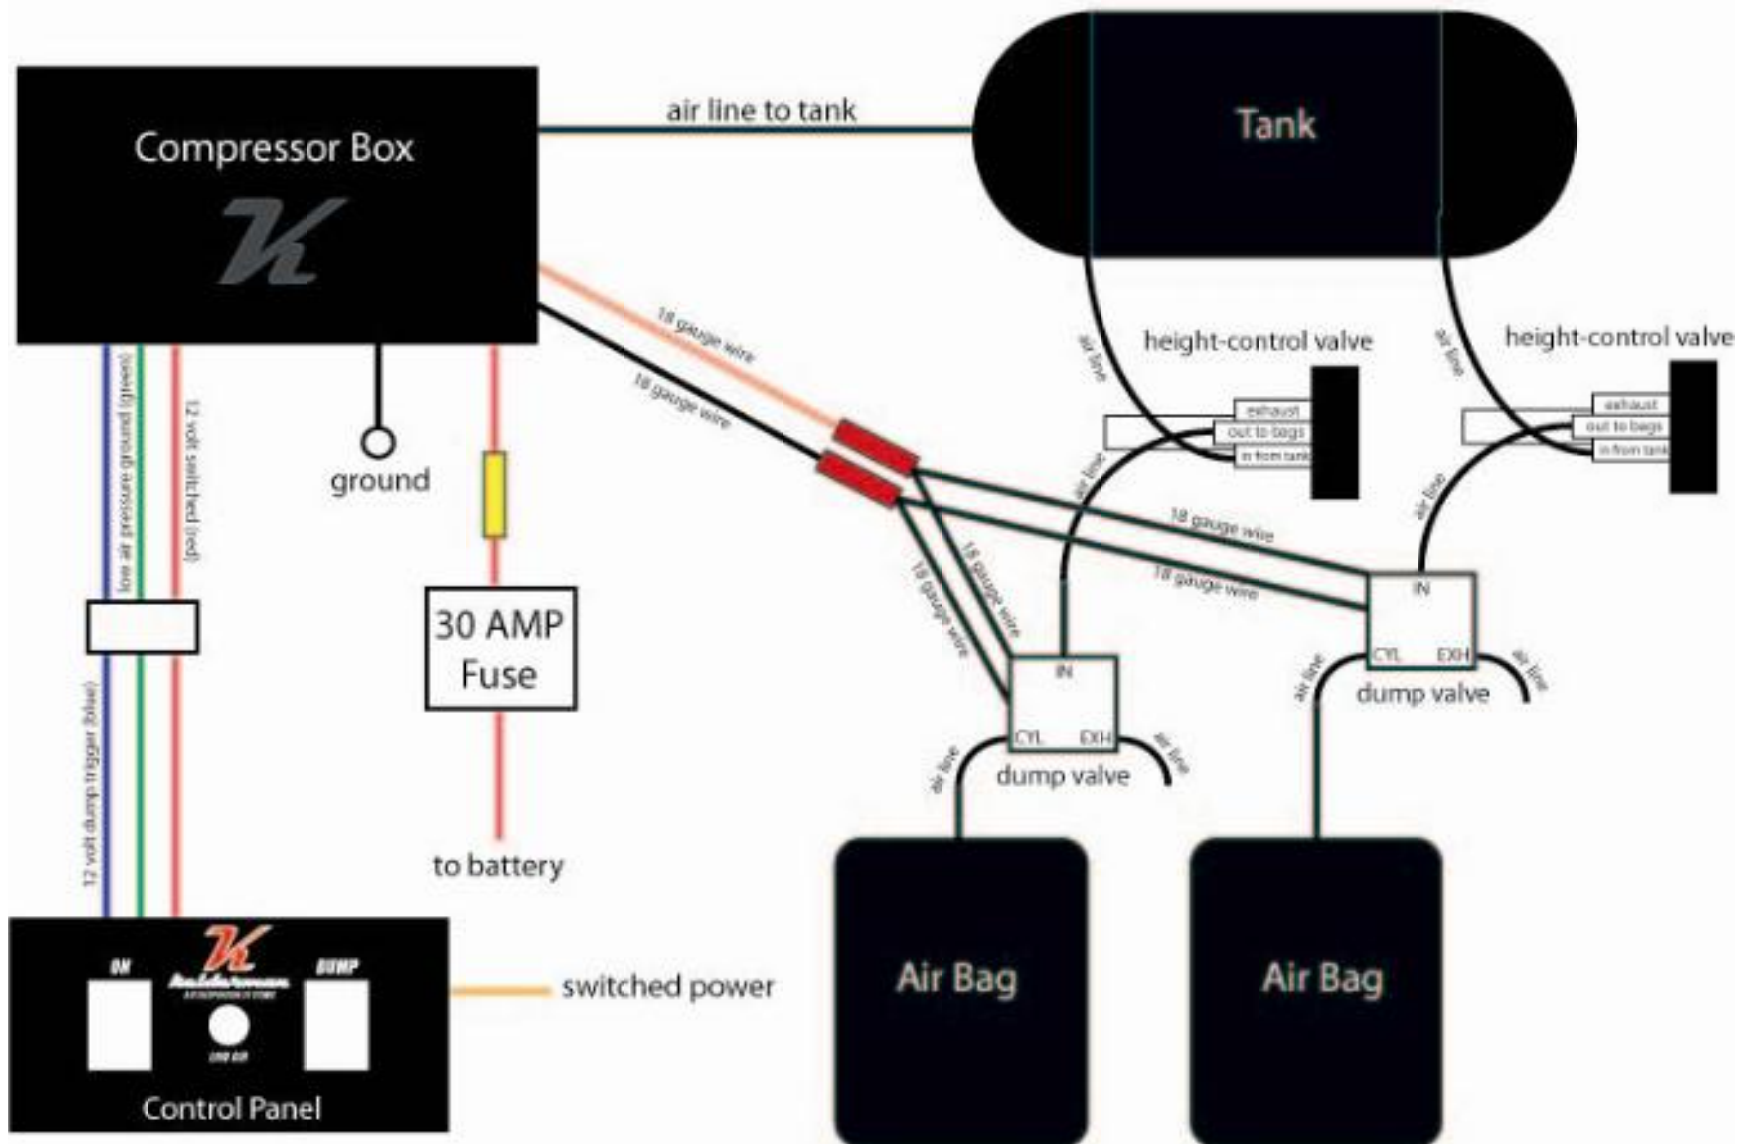 air line to tank
Tank
Compressor Box
K
18 gauge wire
18 gauge wire
air line
height-control valve
exhaust
out to bags
in from tank
air line
air line
height-control valve
exhaust
out to bags
in from tank
air line
low air pressure ground (green)
12 volt switched (red)
ground
30 AMP
Fuse
to battery
12 volt dump trigger (blue)
18 gauge wire
18 gauge wire
18 gauge wire
18 gauge wire
IN
CYL EXH
air line
air line
dump valve
IN
CYL EXH
air line
air line
dump valve
Air Bag
Air Bag
ON
K
kelderman
DUMP
LOW AIR
Control Panel
switched power